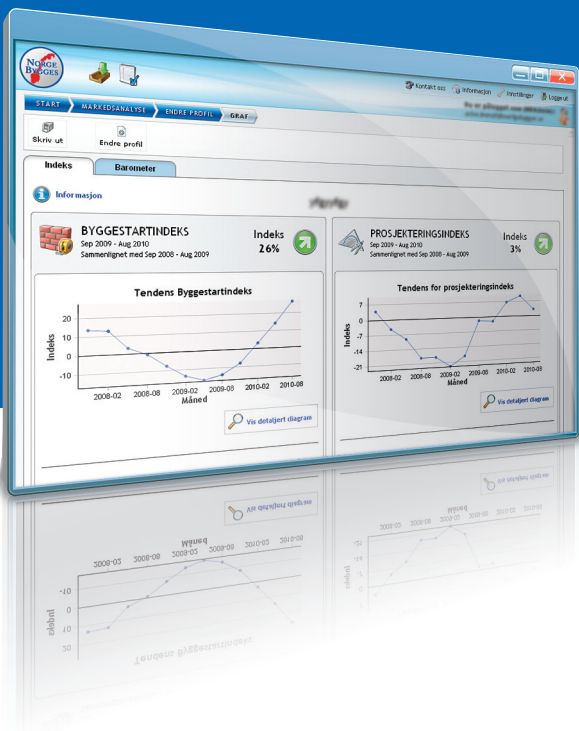 NORGE
BYGGES
Kontakt oss Informasjon Innstillinger Logge ut
START MARKEDSANALYSE ENDRE PROFIL GRAF
Skriv ut
Endre profil
Indeks Barometer
Informasjon
BYGGESTARTINDEKS
Sep 2009 - Aug 2010
Sammenlignet med Sep 2008 - Aug 2009
Indeks
26%
Tendens Byggestartindeks
20
10
0
-10
Indeks
2008-02 2008-08 2009-02 2009-08 2010-02 2010-08
Måned
Vis detaljert diagram
PROSJEKTERINGSINDEKS
Sep 2009 - Aug 2010
Sammenlignet med Sep 2008 - Aug 2009
Indeks
3%
Tendens for prosjekteringsindeks
7
0
-7
-14
-21
Indeks
2008-02 2008-08 2009-02 2009-08 2010-02 2010-08
Måned
Vis detaljert diagram